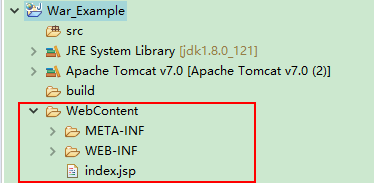 War_Example
src
JRE System Library [jdk1.8.0_121]
Apache Tomcat v7.0 [Apache Tomcat v7.0 (2)]
build
WebContent
META-INF
WEB-INF
index.jsp